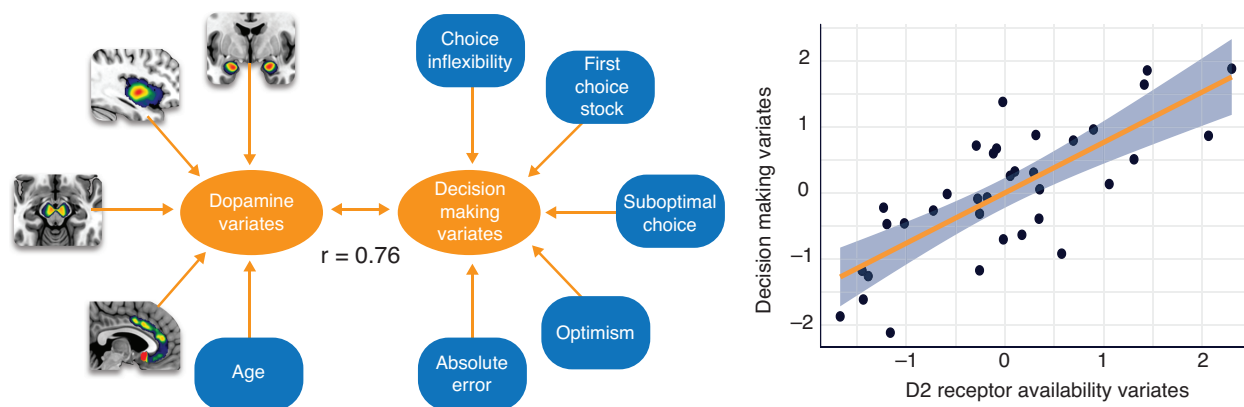 Choice
inflexibility
First
choice
stock
Dopamine
variates
Decision
making
variates
Suboptimal
choice
r = 0.76
Optimism
Age
Absolute
error
Decision making variates
2
1
0
−1
−2
−1
0
1
2
D2 receptor availability variates